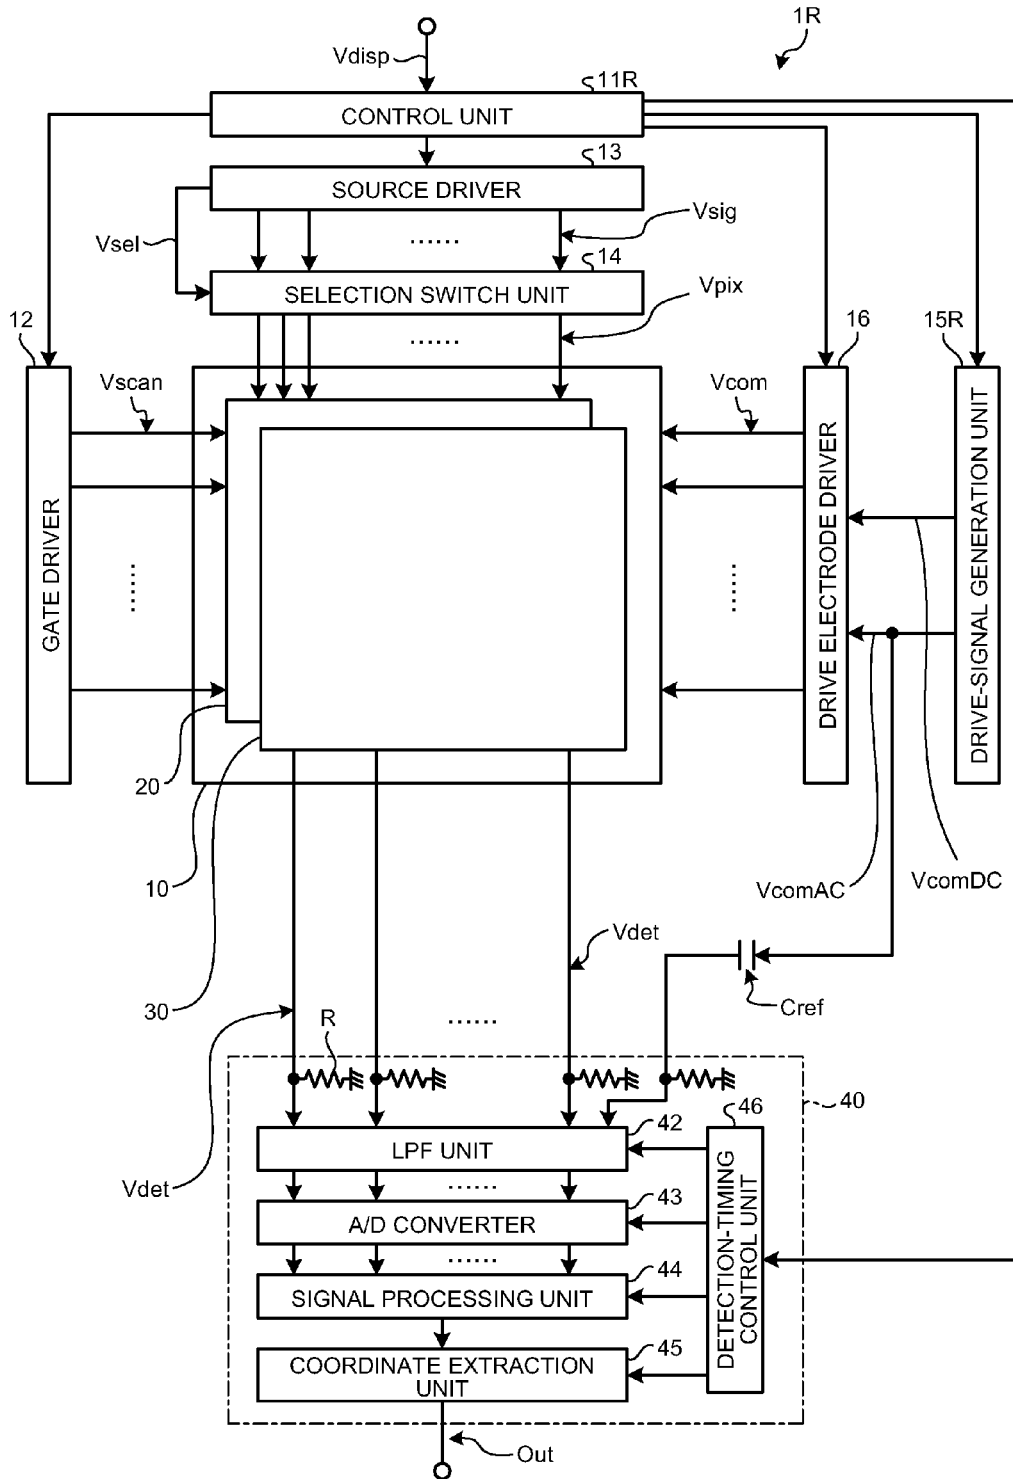 1R
Vdisp
11R
CONTROL UNIT
13
SOURCE DRIVER
Vsig
Vsel
......
14
SELECTION SWITCH UNIT
Vpix
......
12
16
15R
Vscan
Vcom
GATE DRIVER
DRIVE ELECTRODE DRIVER
DRIVE-SIGNAL GENERATION UNIT
......
......
20
10
30
VcomAC
VcomDC
Vdet
Cref
R
......
40
42
46
LPF UNIT
Vdet
......
43
A/D CONVERTER
......
44
SIGNAL PROCESSING UNIT
DETECTION-TIMING
CONTROL UNIT
45
COORDINATE EXTRACTION
UNIT
Out